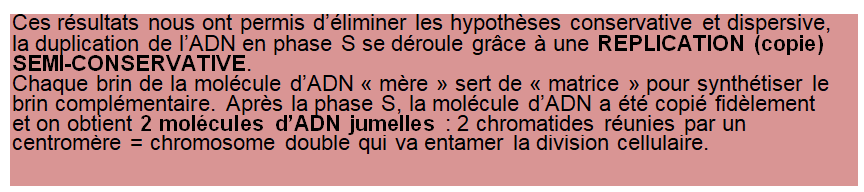 Ces résultats nous ont permis d’éliminer les hypothèses conservative et dispersive,
la duplication de l’ADN en phase S se déroule grâce à une REPLICATION (copie)
SEMI-CONSERVATIVE.
Chaque brin de la molécule d’ADN « mère » sert de « matrice » pour synthétiser le
brin complémentaire. Après la phase S, la molécule d’ADN a été copié fidèlement
et on obtient 2 molécules d’ADN jumelles : 2 chromatides réunies par un
centromère = chromosome double qui va entamer la division cellulaire.